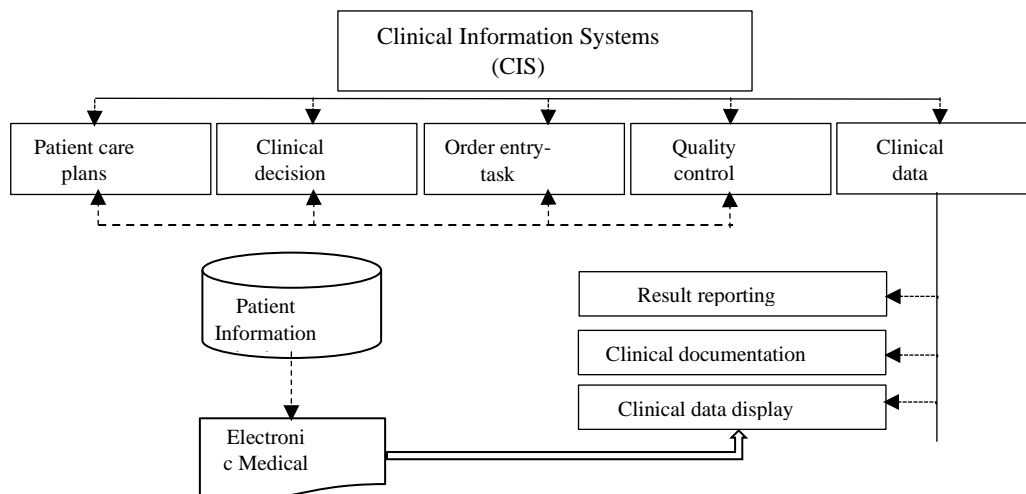 Clinical Information Systems
(CIS)
Patient care
plans
Clinical
decision
Order entry-
task
Quality
control
Clinical
data
Result reporting
Patient
Information
Clinical documentation
Clinical data display
Electroni
c Medical